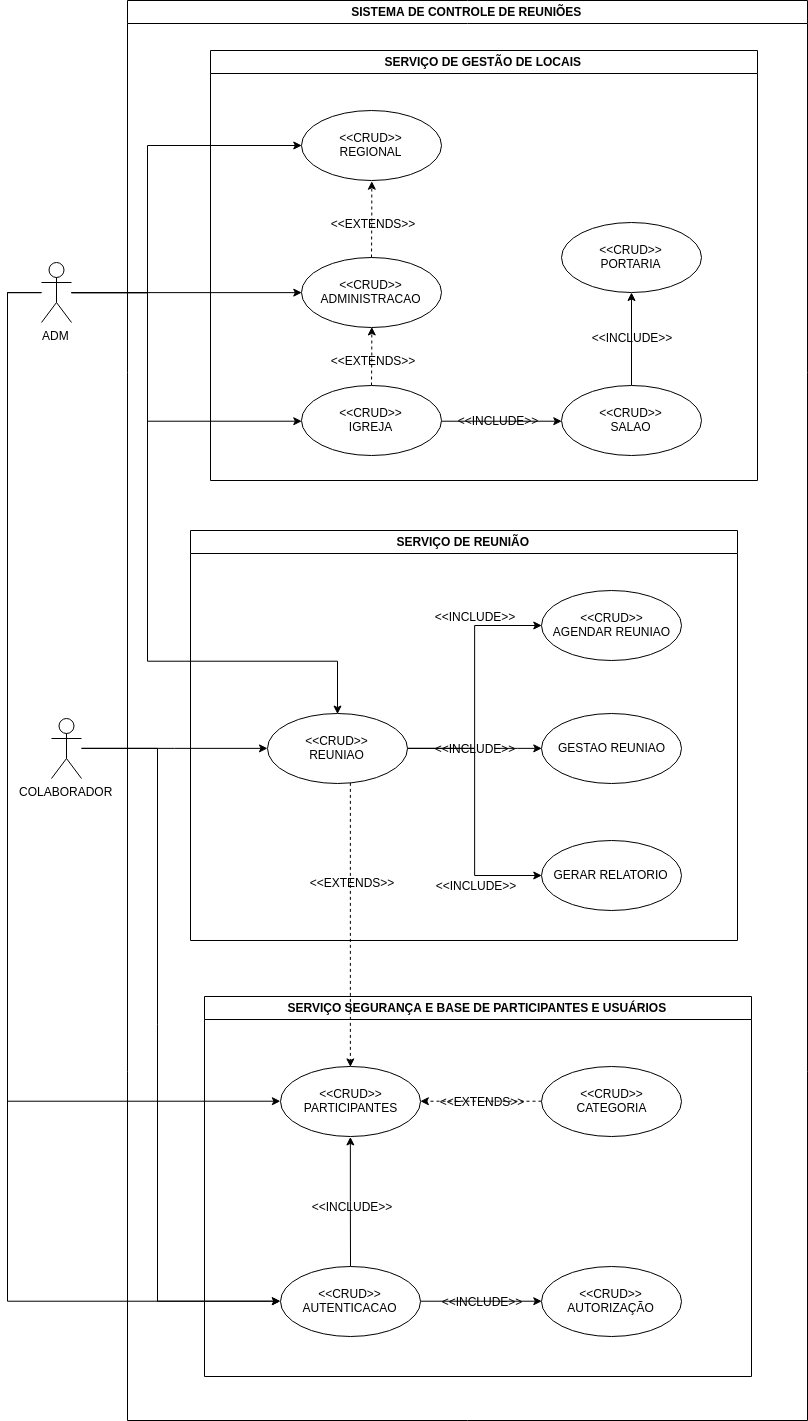 SISTEMA DE CONTROLE DE REUNIÕES
SERVIÇO DE GESTÃO DE LOCAIS
<<CRUD>>
REGIONAL
<<EXTENDS>>
<<CRUD>>
PORTARIA
<<CRUD>>
ADMINISTRACAO
ADM
<<INCLUDE>>
<<EXTENDS>>
<<CRUD>>
IGREJA
<<INCLUDE>>
<<CRUD>>
SALAO
SERVIÇO DE REUNIÃO
<<INCLUDE>>
<<CRUD>>
AGENDAR REUNIAO
<<CRUD>>
REUNIAO
<<INCLUDE>>
GESTAO REUNIAO
COLABORADOR
<<EXTENDS>>
<<INCLUDE>>
GERAR RELATORIO
SERVIÇO SEGURANÇA E BASE DE PARTICIPANTES E USUÁRIOS
<<CRUD>>
PARTICIPANTES
<<EXTENDS>>
<<CRUD>>
CATEGORIA
<<INCLUDE>>
<<CRUD>>
AUTENTICACAO
<<INCLUDE>>
<<CRUD>>
AUTORIZAÇÃO